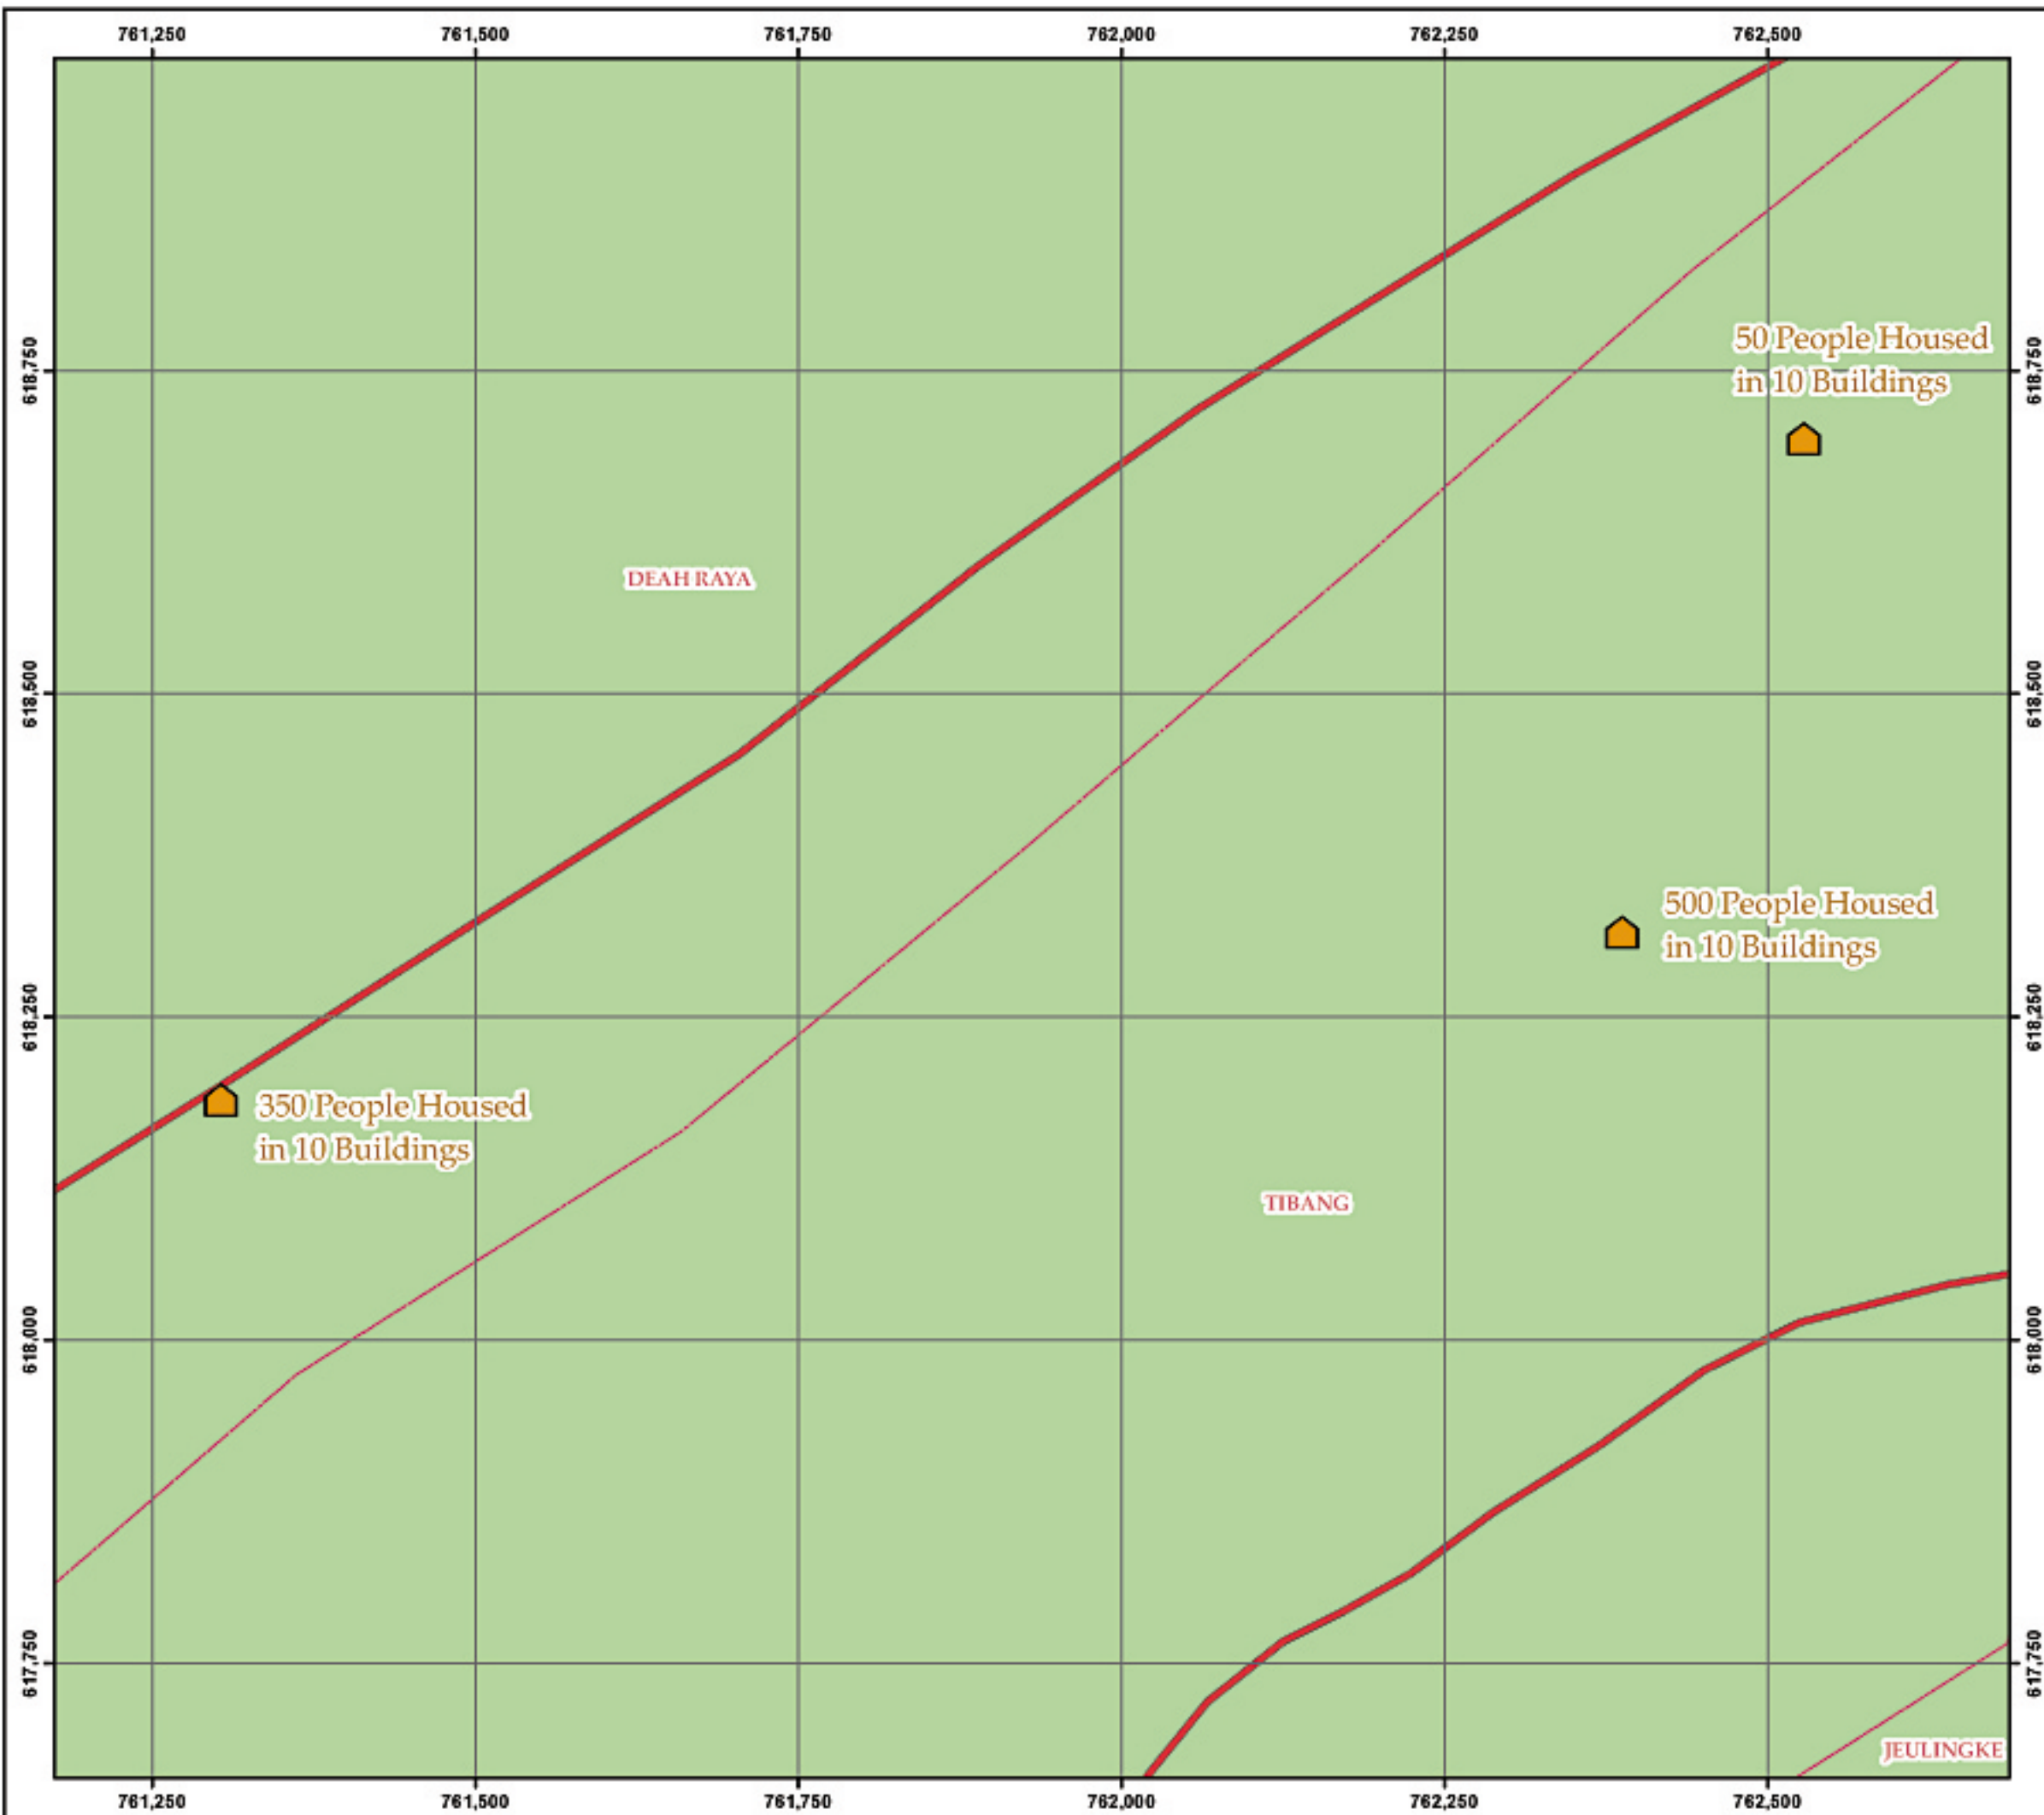 761,250 761,500 761,750 762,000 762,250 762,500
50 People Housed
in 10 Buildings
618,750 618,750
DEAH RAYA
618,500 618,500
500 People Housed
in 10 Buildings
618,250 618,250
350 People Housed
in 10 Buildings
TIBANG
618,000 618,000
617,750 617,750
JEULINGKE
761,250 761,500 761,750 762,000 762,250 762,500